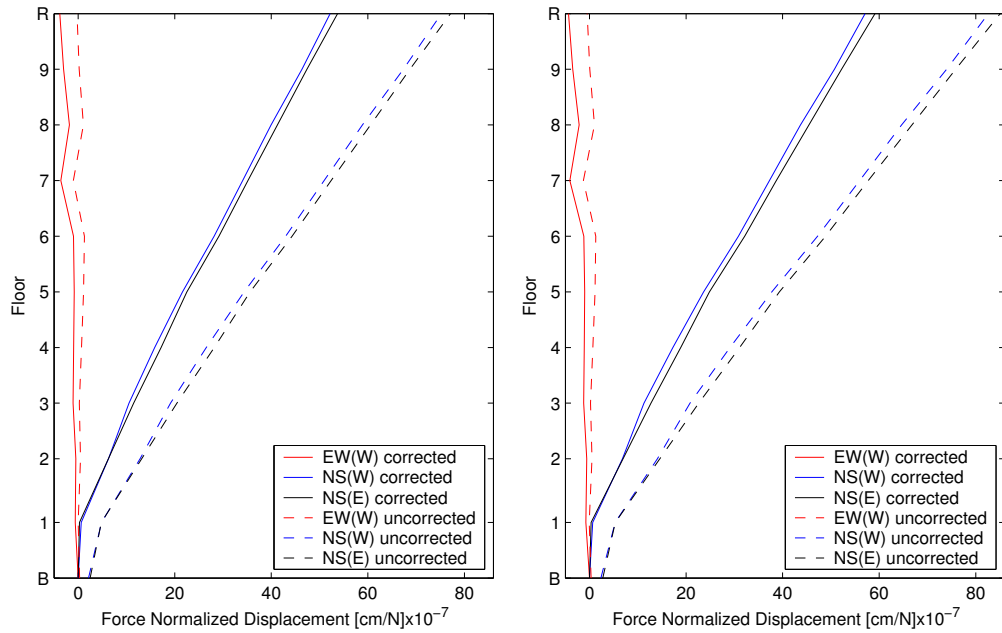 R
9
8
7
6
5
4
3
2
1
B
Floor
0 20 40 60 80
Force Normalized Displacement [cm/N]x10⁻⁷
EW(W) corrected
NS(W) corrected
NS(E) corrected
EW(W) uncorrected
NS(W) uncorrected
NS(E) uncorrected
R
9
8
7
6
5
4
3
2
1
B
Floor
0 20 40 60 80
Force Normalized Displacement [cm/N]x10⁻⁷
EW(W) corrected
NS(W) corrected
NS(E) corrected
EW(W) uncorrected
NS(W) uncorrected
NS(E) uncorrected